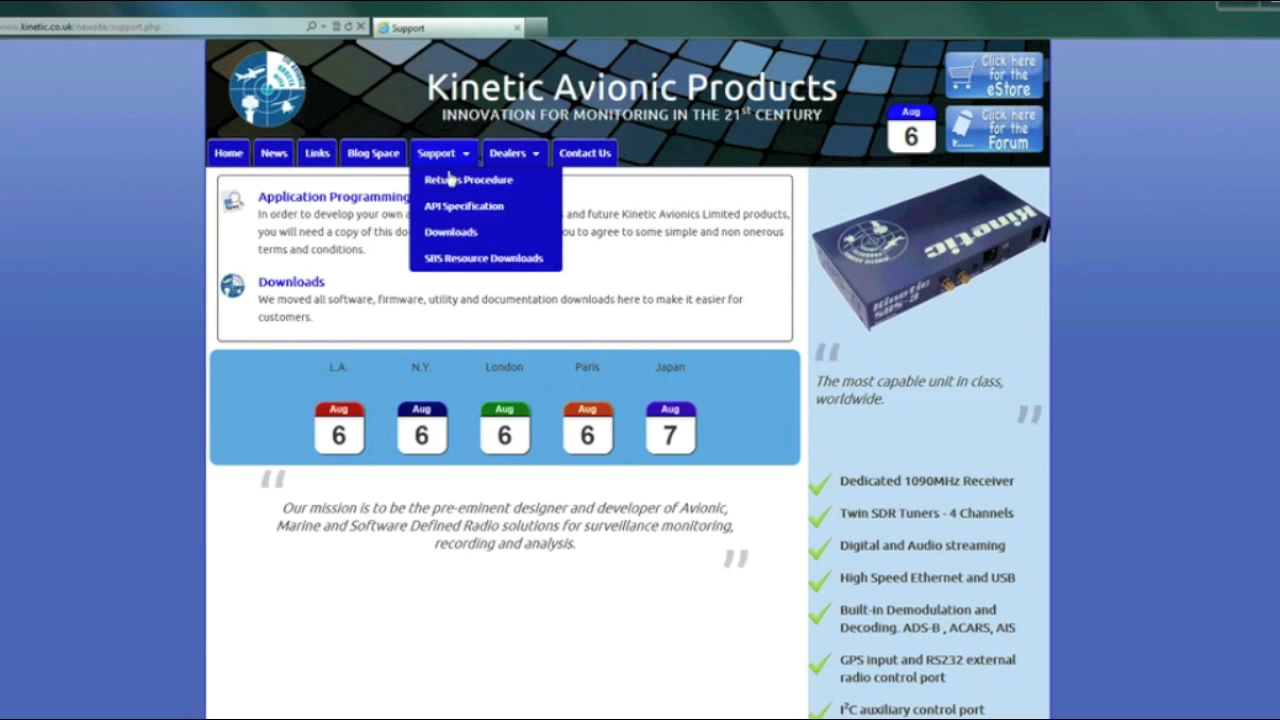 www.kinetic.co.uk/newsite/support.php
Support
Kinetic Avionic Products
INNOVATION FOR MONITORING IN THE 21st CENTURY
Click here
for the
eStore
Aug
6
Click here
for the
Forum
Home
News
Links
Blog Space
Support
Dealers
Contact Us
Returns Procedure
API Specification
Downloads
SBS Resource Downloads
Application Programming
In order to develop your own a
and future Kinetic Avionics Limited products,
you will need a copy of this do
ou to agree to some simple and non onerous
terms and conditions.
Downloads
We moved all software, firmware, utility and documentation downloads here to make it easier for
customers.
Kinetic
Kinetic
SBS-3
L.A.
N.Y.
London
Paris
Japan
Aug
Aug
Aug
Aug
Aug
6
6
6
6
7
“
Our mission is to be the pre-eminent designer and developer of Avionic,
Marine and Software Defined Radio solutions for surveillance monitoring,
recording and analysis.
”
“
The most capable unit in class,
worldwide.
”
Dedicated 1090MHz Receiver
Twin SDR Tuners - 4 Channels
Digital and Audio streaming
High Speed Ethernet and USB
Built-in Demodulation and
Decoding. ADS-B , ACARS, AIS
GPS input and RS232 external
radio control port
I²C auxiliary control port